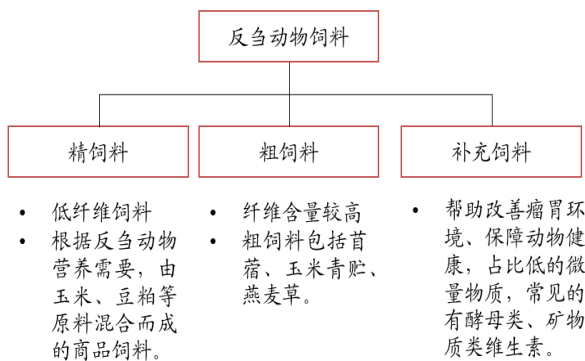 反刍动物饲料
精饲料
粗饲料
补充饲料
• 低纤维饲料
• 根据反刍动物
营养需要，由
玉米、豆粕等
原料混合而成
的商品饲料。
• 纤维含量较高
• 粗饲料包括苜
蓿、玉米青贮、
燕麦草。
• 帮助改善瘤胃环
境、保障动物健
康，占比低的微
量物质，常见的
有酵母类、矿物
质类维生素。